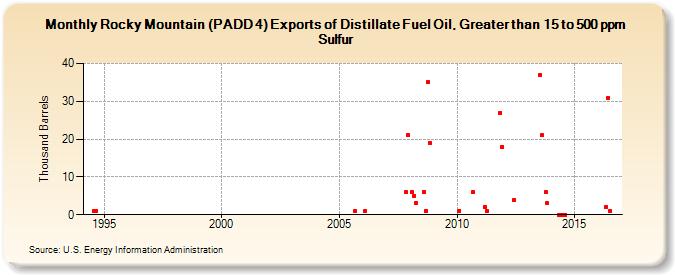 Monthly Rocky Mountain (PADD 4) Exports of Distillate Fuel Oil, Greater than 15 to 500 ppm
Sulfur
Thousand Barrels
40
30
20
10
0
1995 2000 2005 2010 2015
Source: U.S. Energy Information Administration